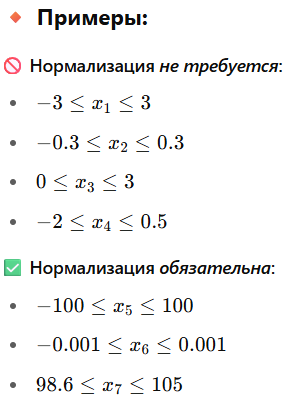 Примеры:
Нормализация не требуется:
−3 ≤ x₁ ≤ 3
−0.3 ≤ x₂ ≤ 0.3
0 ≤ x₃ ≤ 3
−2 ≤ x₄ ≤ 0.5
Нормализация обязательна:
−100 ≤ x₅ ≤ 100
−0.001 ≤ x₆ ≤ 0.001
98.6 ≤ x₇ ≤ 105